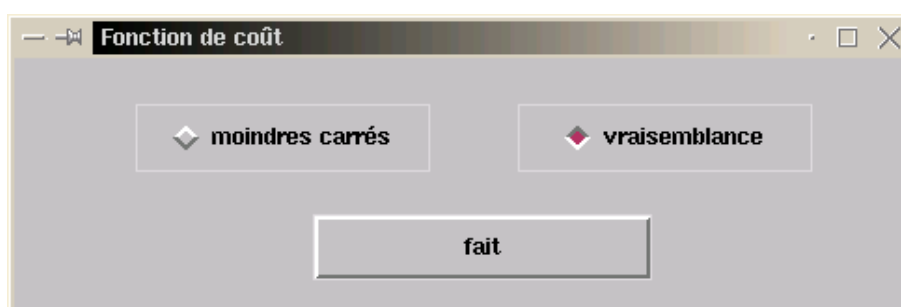 Fonction de coût
moindres carrés
vraisemblance
fait